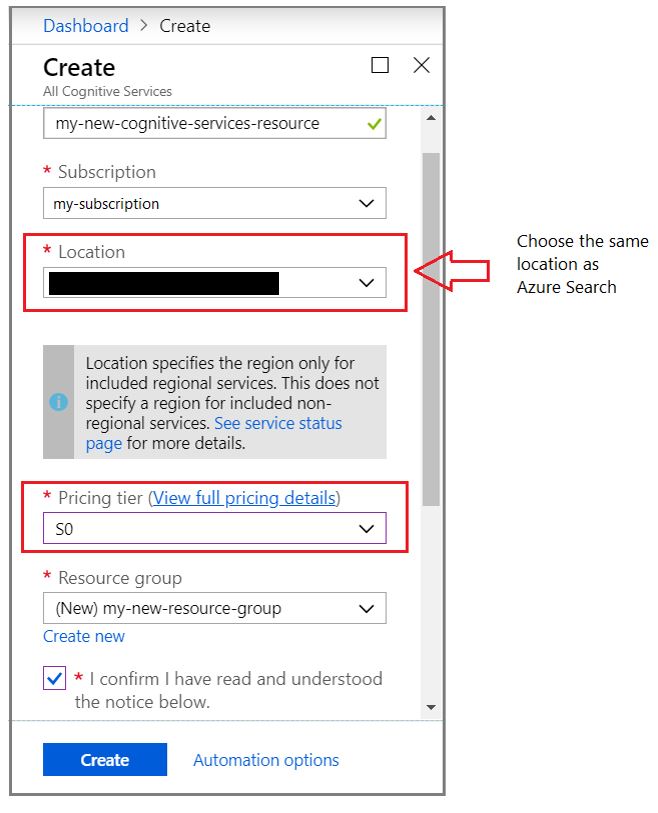 Dashboard > Create
Create
All Cognitive Services
my-new-cognitive-services-resource
* Subscription
my-subscription
* Location
Choose the same
location as
Azure Search
Location specifies the region only for
included regional services. This does not
specify a region for included non-
regional services. See service status
page for more details.
* Pricing tier (View full pricing details)
S0
* Resource group
(New) my-new-resource-group
Create new
* I confirm I have read and understood
the notice below.
Create
Automation options